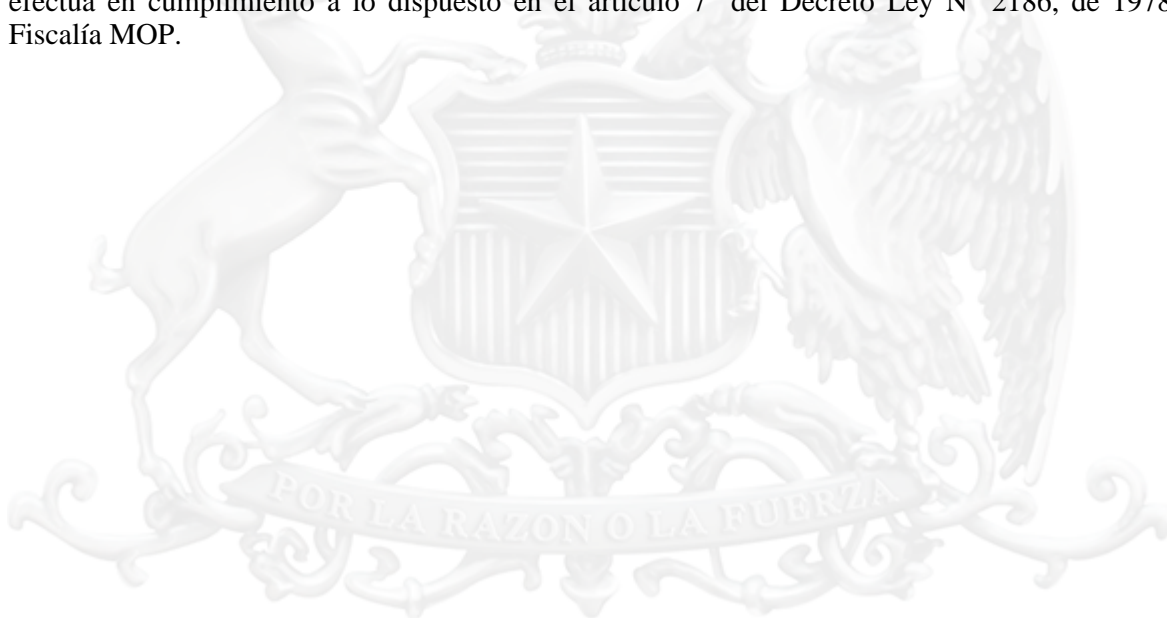 efectúa en cumplimiento a lo dispuesto en el artículo 7° del Decreto Ley N° 2186, de 1978
Fiscalía MOP.
POR LA RAZON O LA FUERZA